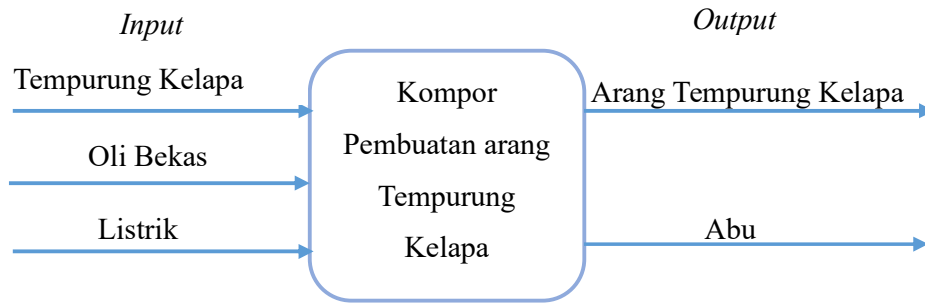 Input
Output
Tempurung Kelapa
Oli Bekas
Listrik
Kompor
Pembuatan arang
Tempurung
Kelapa
Arang Tempurung Kelapa
Abu